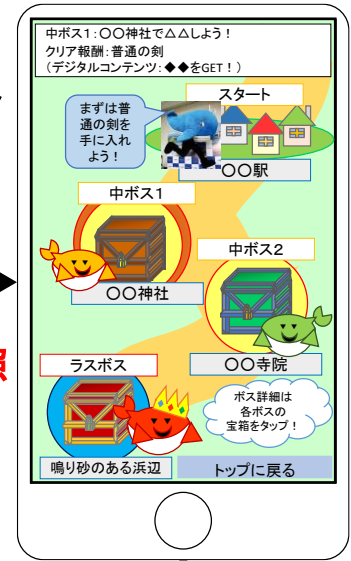 中ボス1：〇〇神社で△△しよう！
クリア報酬：普通の剣
（デジタルコンテンツ：◆◆をGET！）
スタート
まずは普
通の剣を
手に入れ
よう！
〇〇駅
中ボス1
〇〇神社
中ボス2
〇〇寺院
ラスボス
鳴り砂のある浜辺
ボス詳細は
各ボスの
宝箱をタップ！
トップに戻る